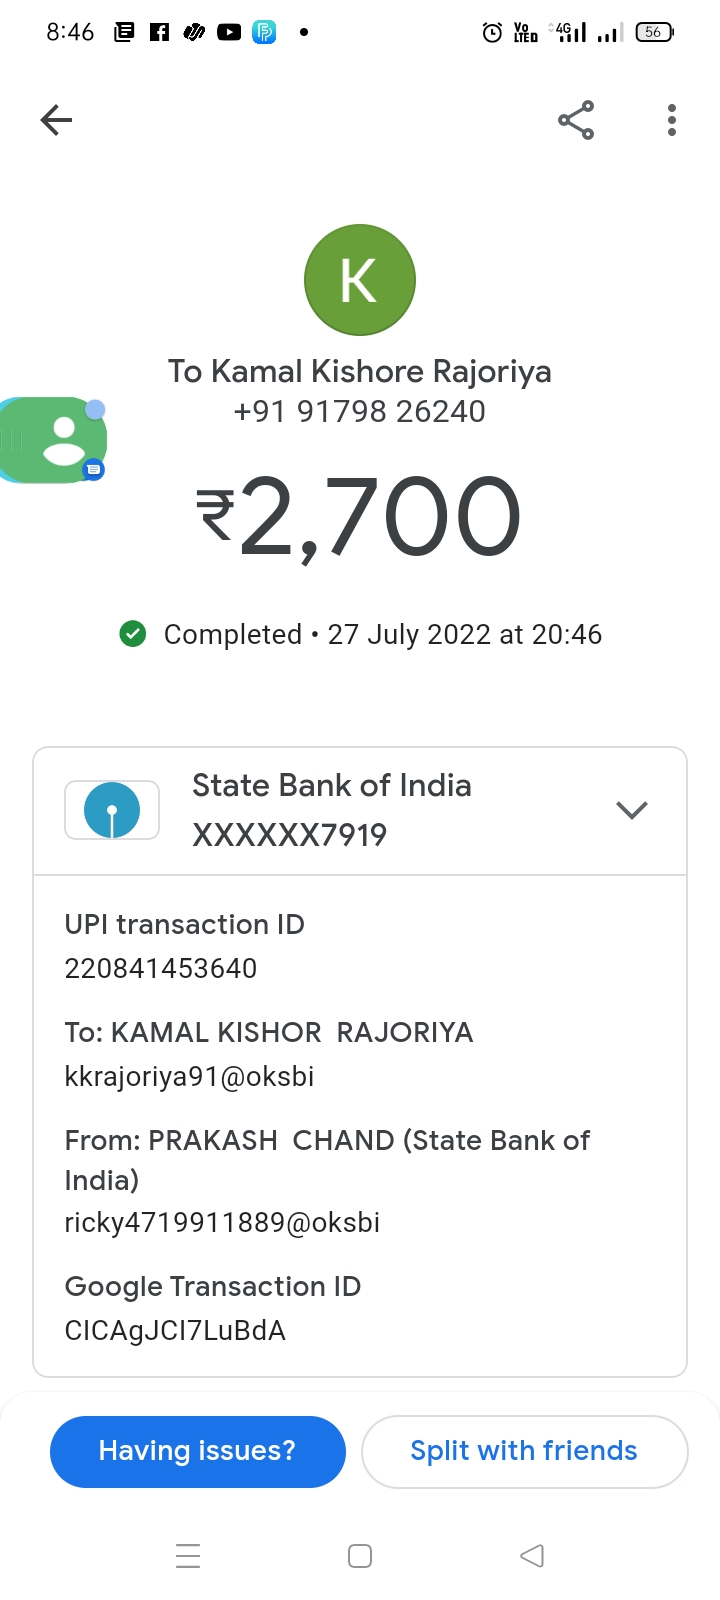 8:46
Vo
LTE
4G
56
K
To Kamal Kishore Rajoriya
+91 91798 26240
₹2,700
Completed • 27 July 2022 at 20:46
State Bank of India
XXXXXX7919
UPI transaction ID
220841453640
To: KAMAL KISHOR  RAJORIYA
kkrajoriya91@oksbi
From: PRAKASH  CHAND (State Bank of
India)
ricky4719911889@oksbi
Google Transaction ID
CICAgJCI7LuBdA
Having issues?
Split with friends